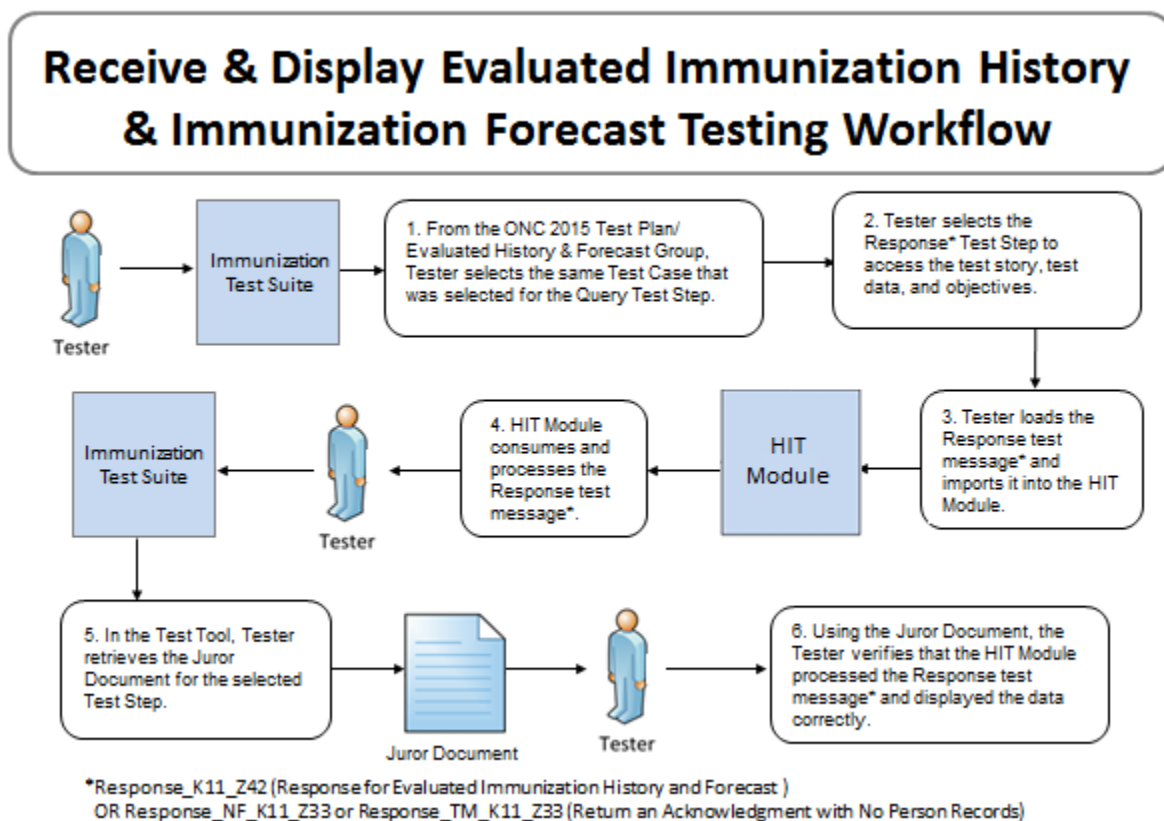 Receive & Display Evaluated Immunization History
& Immunization Forecast Testing Workflow
Tester
Immunization
Test Suite
1. From the ONC 2015 Test Plan/
Evaluated History & Forecast Group,
Tester selects the same Test Case that
was selected for the Query Test Step.
2. Tester selects the
Response* Test Step to
access the test story, test
data, and objectives.
3. Tester loads the
Response test
message* and
imports it into the HIT
Module.
HIT
Module
4. HIT Module
consumes and
processes the
Response test
message*.
Tester
Immunization
Test Suite
5. In the Test Tool, Tester
retrieves the Juror
Document for the selected
Test Step.
Juror Document
Tester
6. Using the Juror Document, the
Tester verifies that the HIT Module
processed the Response test
message* and displayed the data
correctly.
*Response_K11_Z42 (Response for Evaluated Immunization History and Forecast )
OR Response_NF_K11_Z33 or Response_TM_K11_Z33 (Return an Acknowledgment with No Person Records)